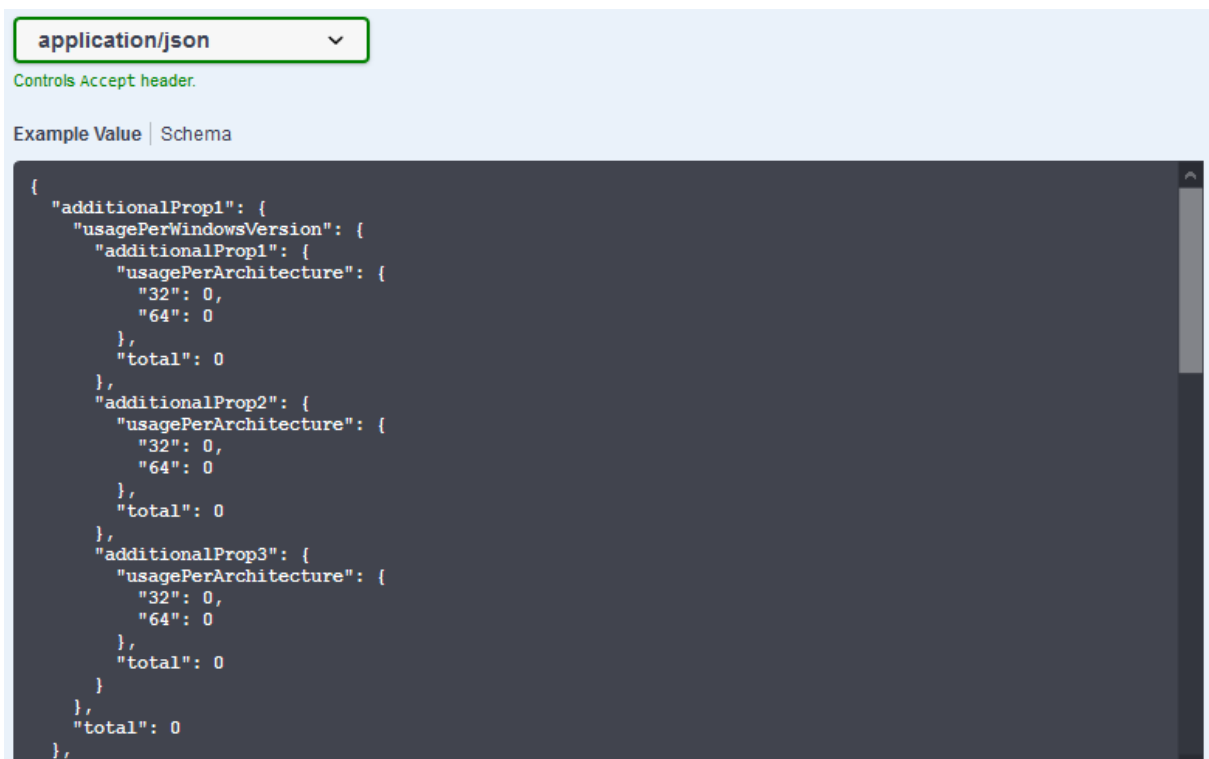 application/json
Controls Accept header.
Example Value | Schema
{
  "additionalProp1": {
    "usagePerWindowsVersion": {
      "additionalProp1": {
        "usagePerArchitecture": {
          "32": 0,
          "64": 0
        },
        "total": 0
      },
      "additionalProp2": {
        "usagePerArchitecture": {
          "32": 0,
          "64": 0
        },
        "total": 0
      },
      "additionalProp3": {
        "usagePerArchitecture": {
          "32": 0,
          "64": 0
        },
        "total": 0
      }
    },
    "total": 0
  },